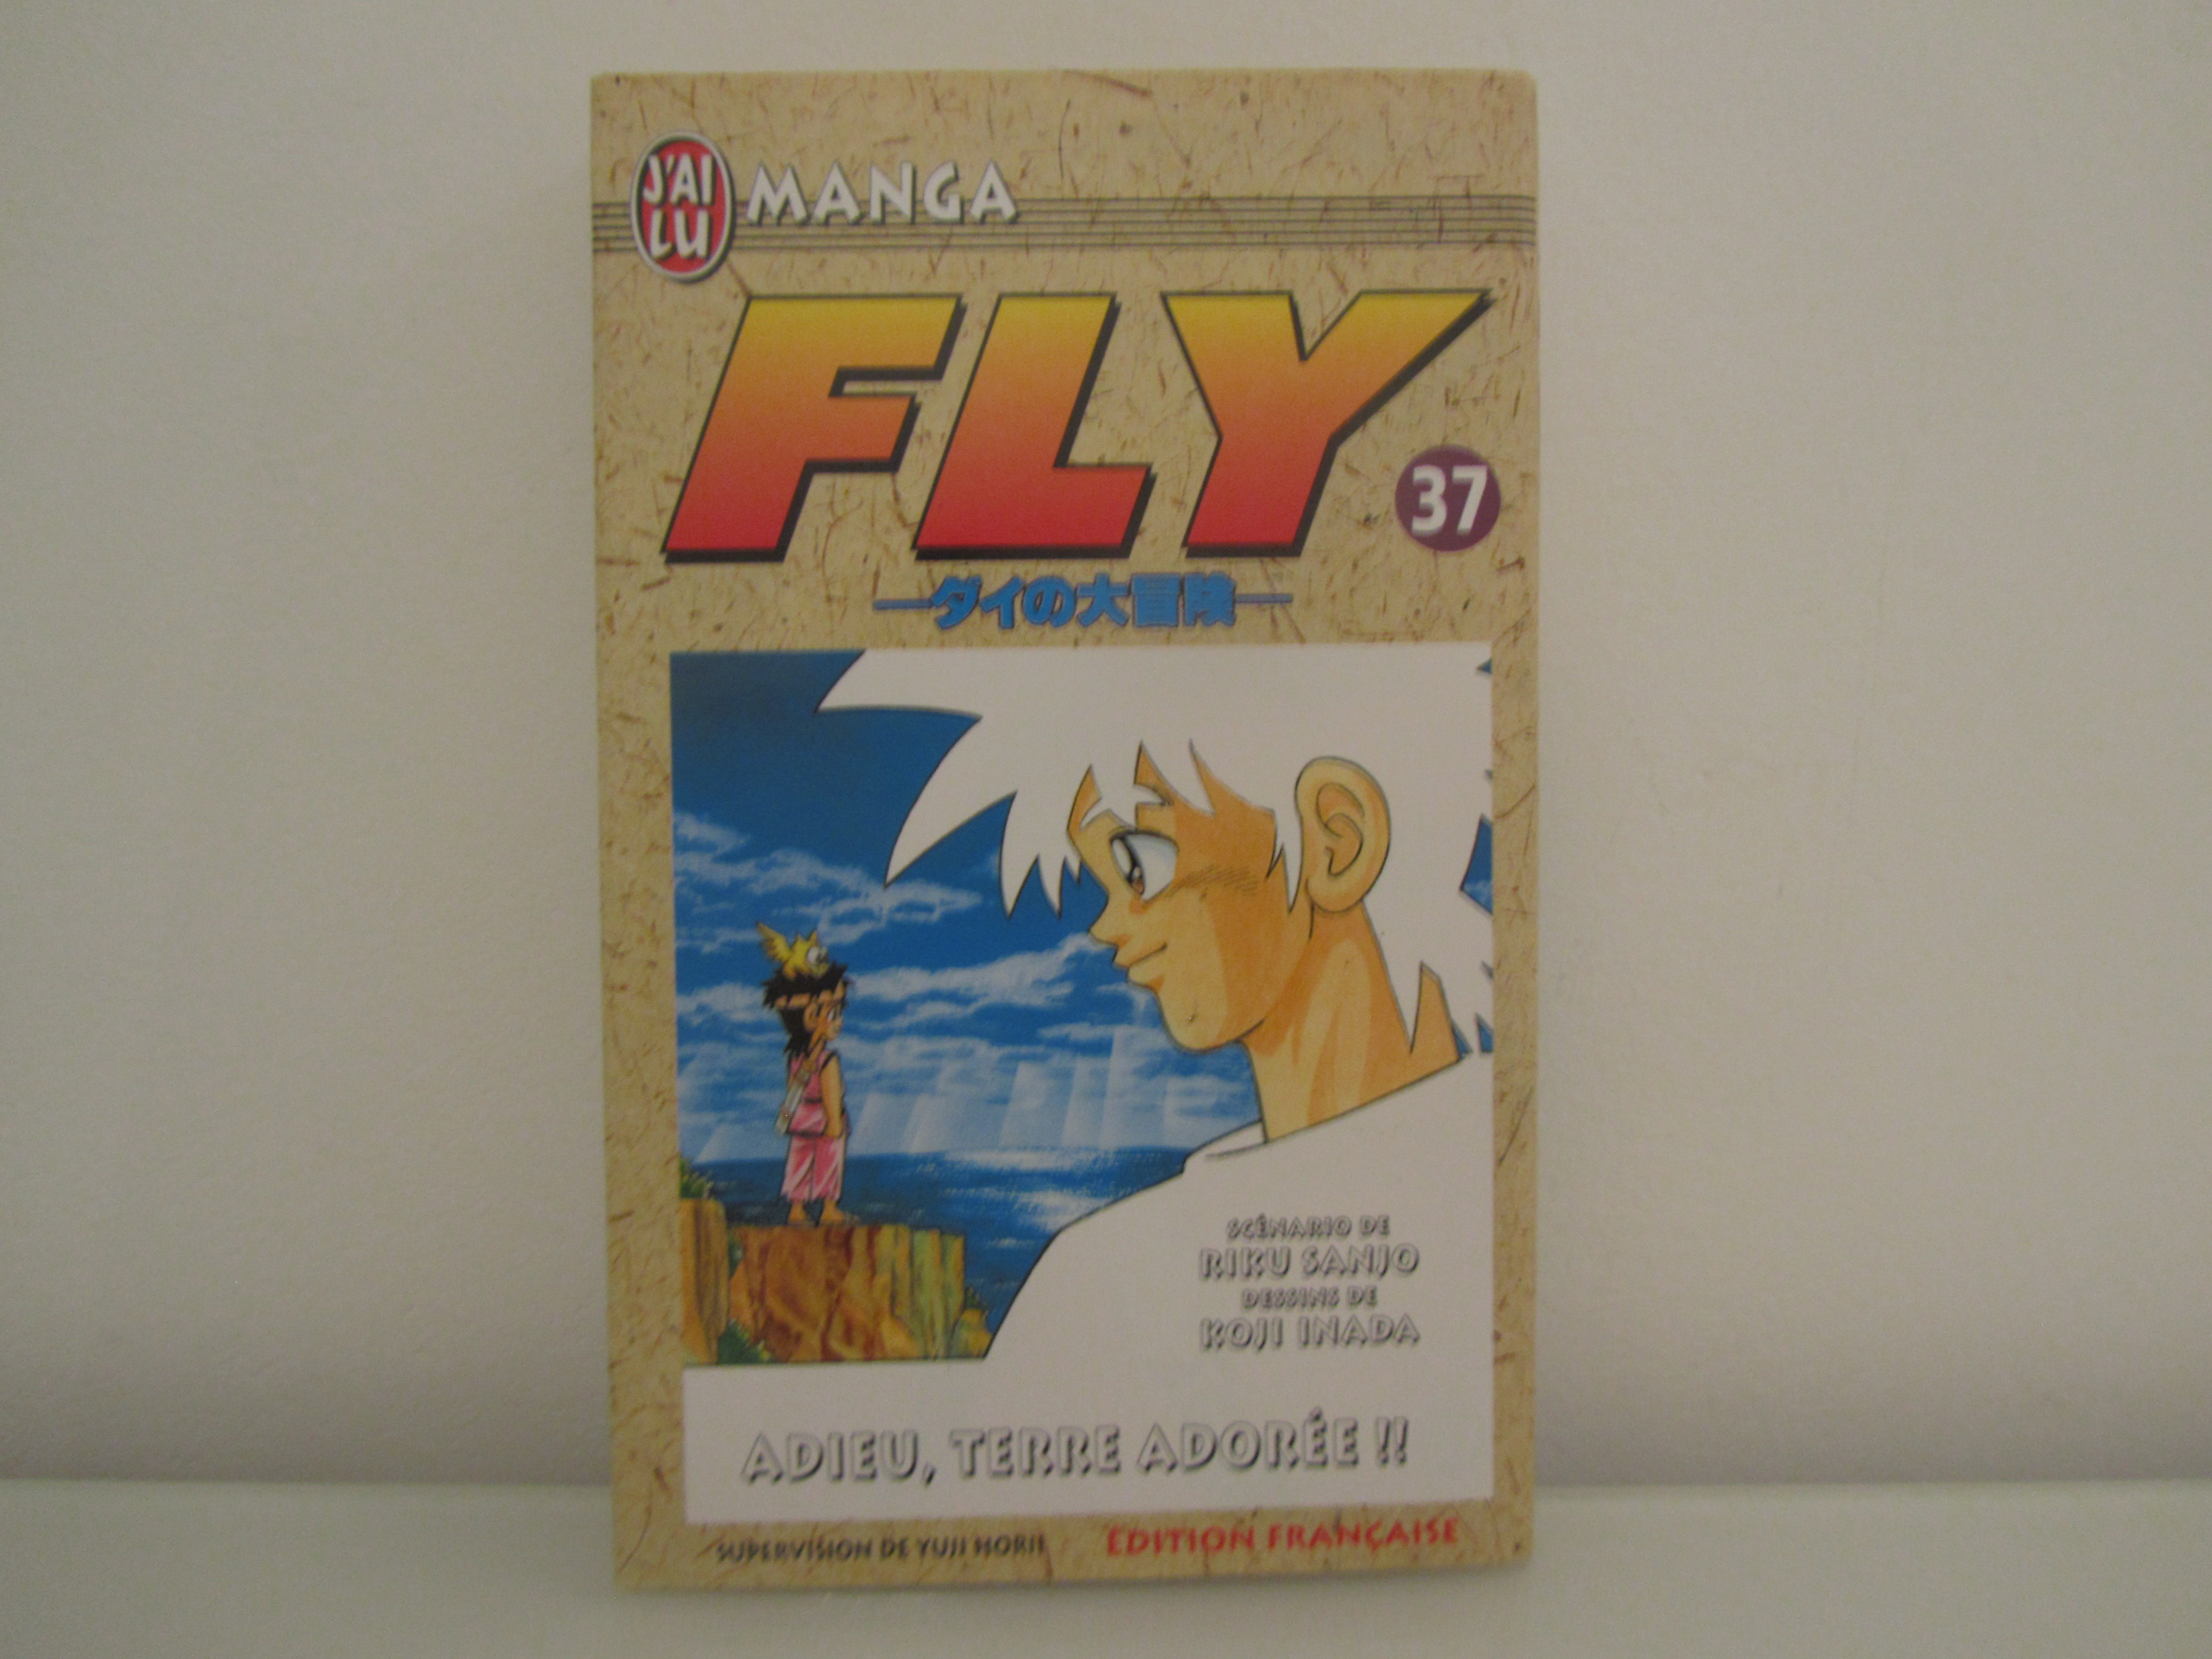 J'AI
LU
MANGA
FLY
37
ダイの大冒険
SCÉNARIO DE
RIKU SANJO
DESSINS DE
KOJI INADA
ADIEU, TERRE ADORÉE !!
SUPERVISION DE YUJI HORII
ÉDITION FRANÇAISE